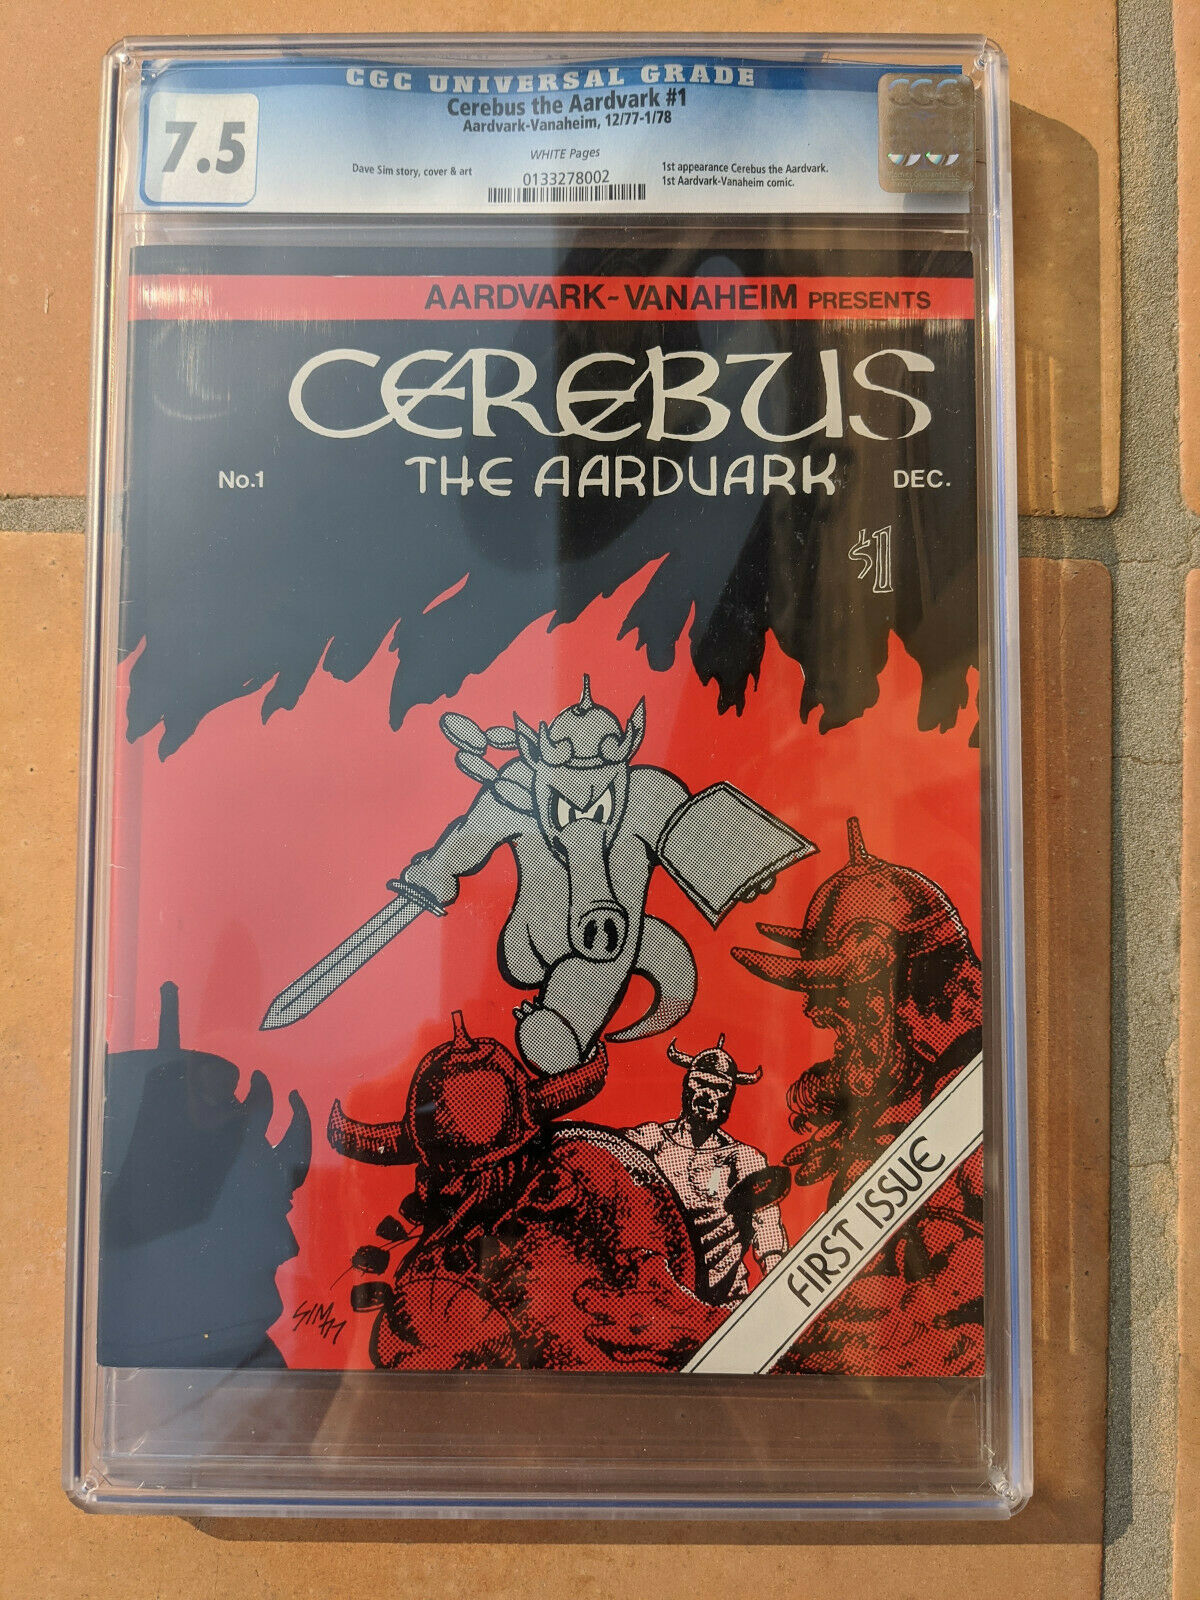 CGC UNIVERSAL GRADE
7.5
Cerebus the Aardvark #1
Aardvark-Vanaheim, 12/77-1/78
WHITE Pages
Dave Sim story, cover & art
0133278002
1st appearance Cerebus the Aardvark.
1st Aardvark-Vanaheim comic.
CGC
AARDVARK-VANAHEIM PRESENTS
CEREBUS
THE AARDVARK
No.1
DEC.
$1
FIRST ISSUE
SIM